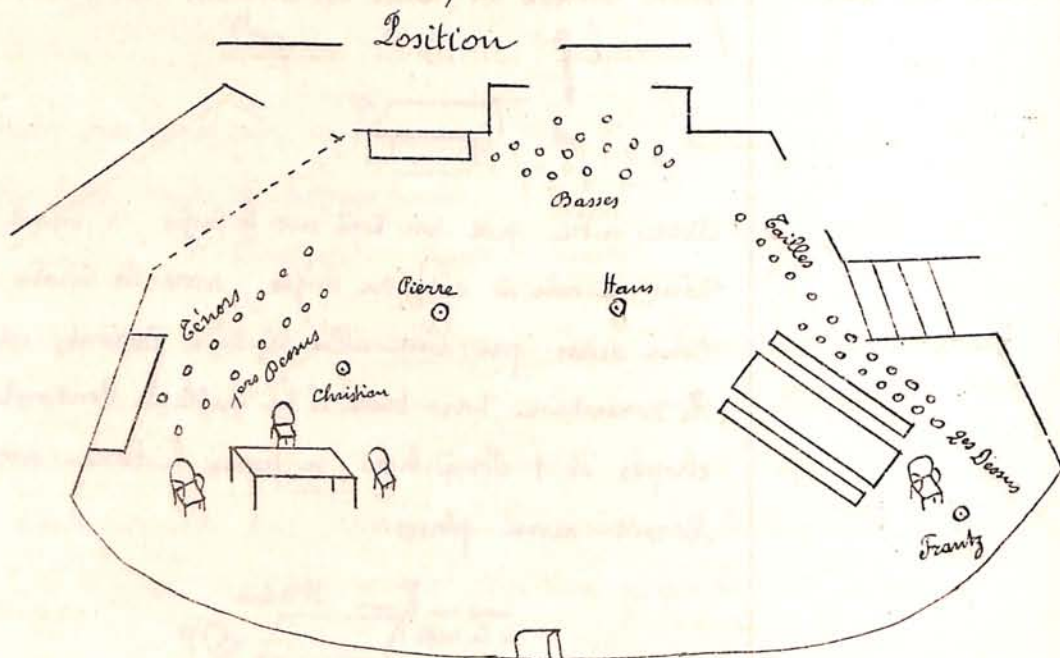 Position
Basses
Tailles
Ténors
1ers Dessus
Pierre
Hans
Christian
2es Dessus
Frantz